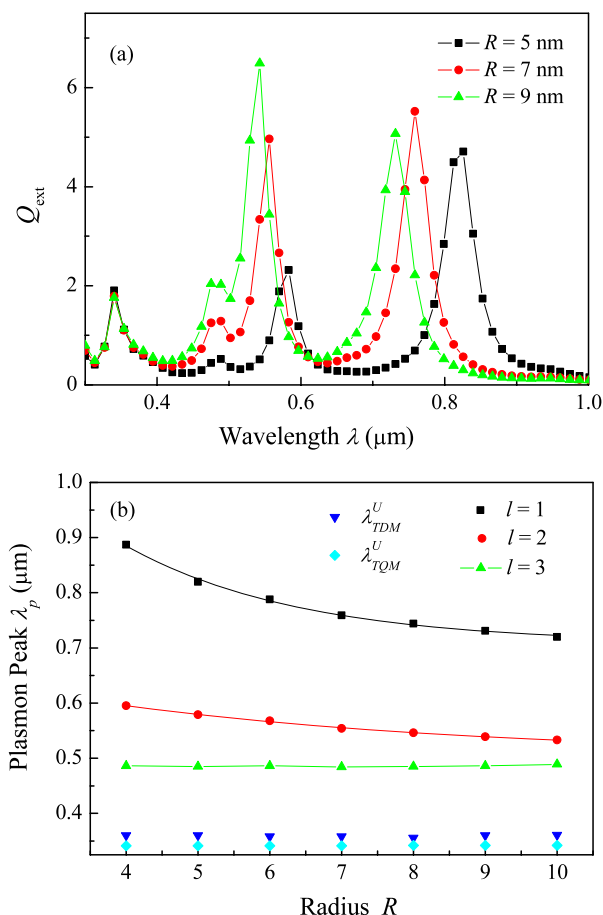 (a)
R = 5 nm
R = 7 nm
R = 9 nm
Q_ext
6
4
2
0
0.4 0.6 0.8 1.0
Wavelength λ (μm)
(b)
λ^U_TDM
λ^U_TQM
l = 1
l = 2
l = 3
Plasmon Peak λ_p (μm)
1.0
0.9
0.8
0.7
0.6
0.5
0.4
4 5 6 7 8 9 10
Radius R